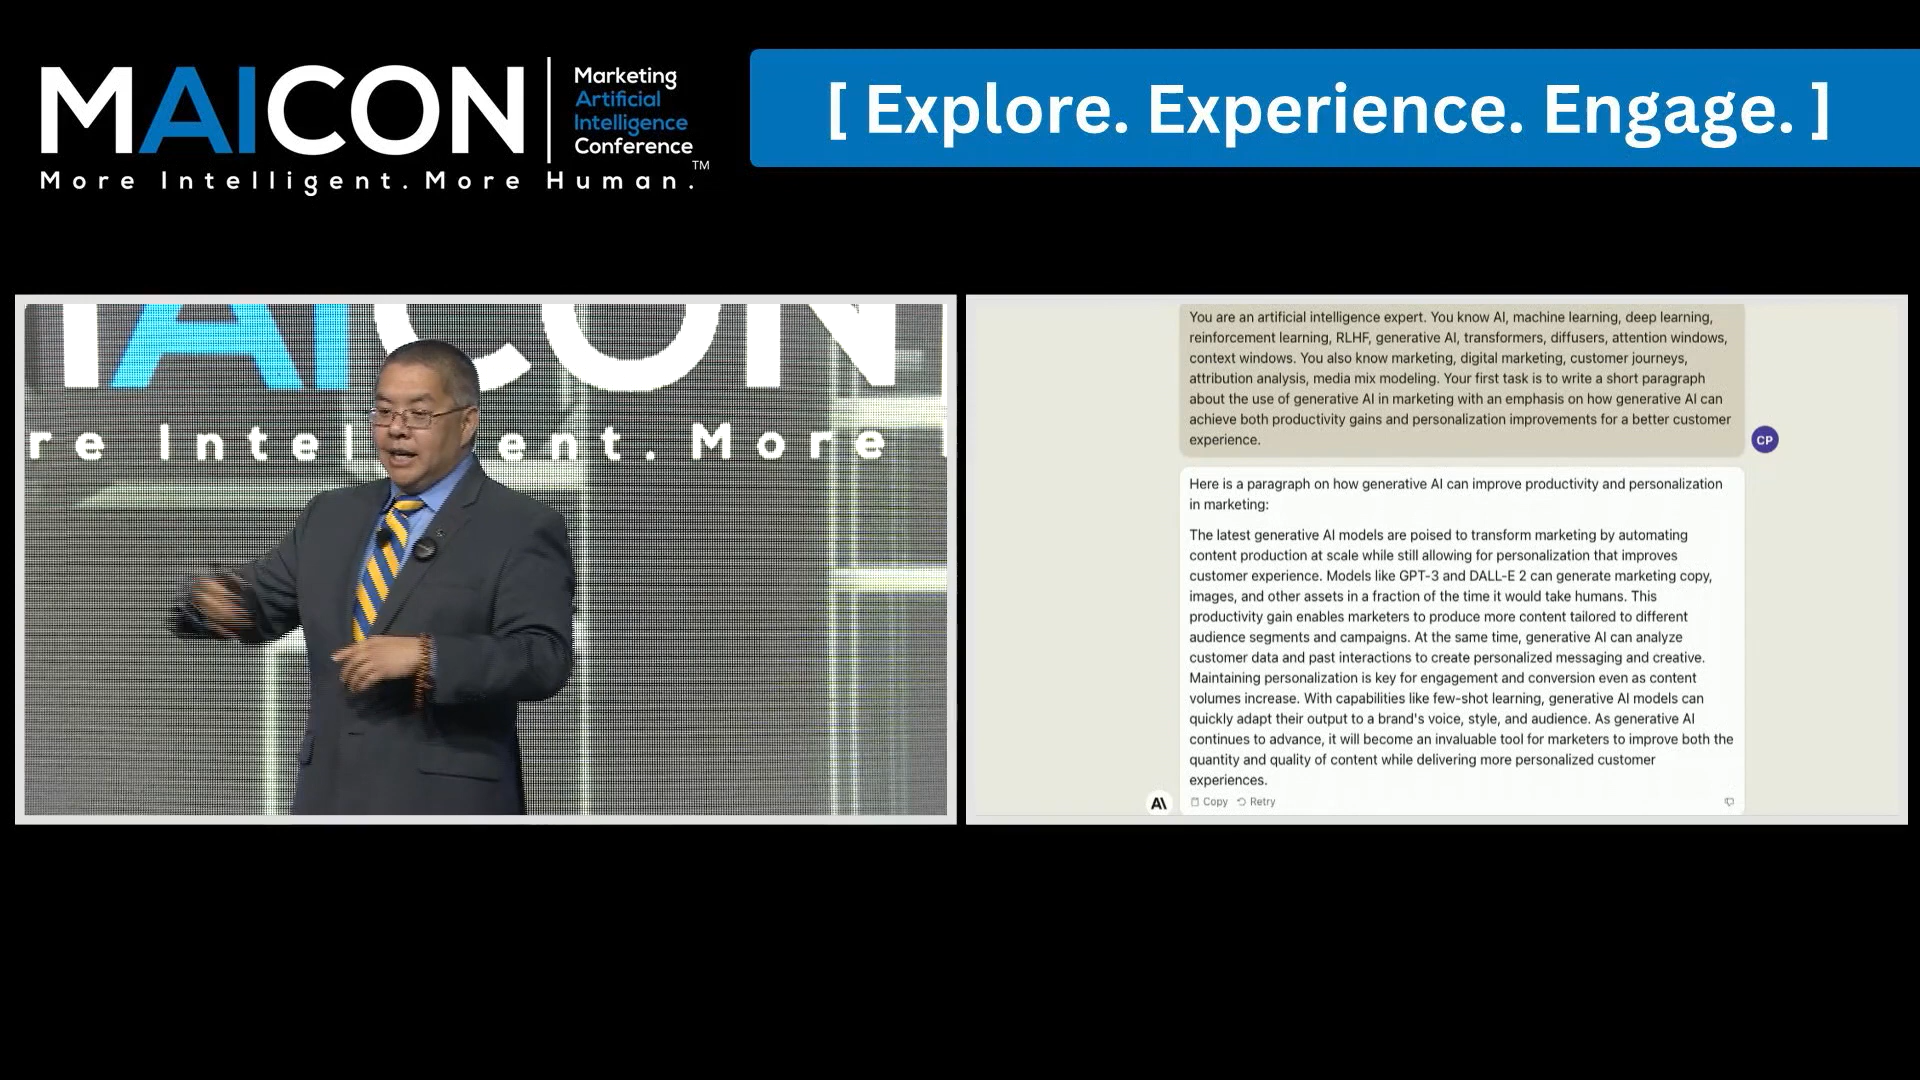 MAICON
Marketing
Artificial
Intelligence
Conference
TM
More Intelligent. More Human.
[ Explore. Experience. Engage. ]
AICON
re Intel ent. More
You are an artificial intelligence expert. You know AI, machine learning, deep learning,
reinforcement learning, RLHF, generative AI, transformers, diffusers, attention windows,
context windows. You also know marketing, digital marketing, customer journeys,
attribution analysis, media mix modeling. Your first task is to write a short paragraph
about the use of generative AI in marketing with an emphasis on how generative AI can
achieve both productivity gains and personalization improvements for a better customer
experience.
CP
Here is a paragraph on how generative AI can improve productivity and personalization
in marketing:
The latest generative AI models are poised to transform marketing by automating
content production at scale while still allowing for personalization that improves
customer experience. Models like GPT-3 and DALL-E 2 can generate marketing copy,
images, and other assets in a fraction of the time it would take humans. This
productivity gain enables marketers to produce more content tailored to different
audience segments and campaigns. At the same time, generative AI can analyze
customer data and past interactions to create personalized messaging and creative.
Maintaining personalization is key for engagement and conversion even as content
volumes increase. With capabilities like few-shot learning, generative AI models can
quickly adapt their output to a brand's voice, style, and audience. As generative AI
continues to advance, it will become an invaluable tool for marketers to improve both the
quantity and quality of content while delivering more personalized customer
experiences.
A\
Copy Retry